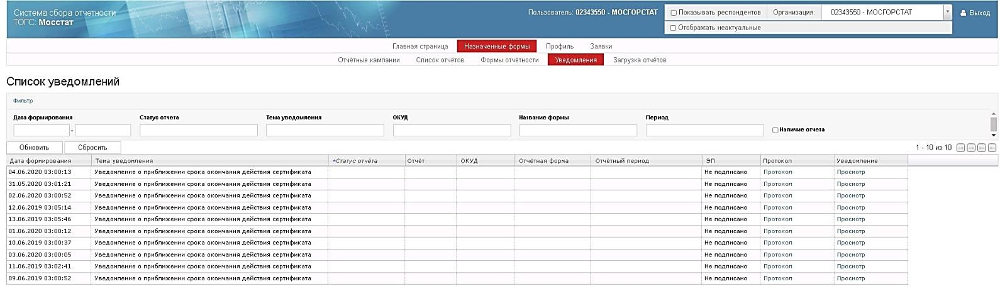 Система сбора отчетности
ТОГС: Мосстат
Пользователь: 02343550 - МОСГОРСТАТ
Показывать респондентов
Организация:
02343550 - МОСГОРСТАТ
Выход
Отображать неактуальные
Главная страница Назначенные формы Профиль Заявки
Отчётные кампании Список отчётов Формы отчётности Уведомления Загрузка отчётов
Список уведомлений
Фильтр
Дата формирования Статус отчета Тема уведомления ОКУД Название формы Период
- Наличие отчета
Обновить Сбросить 1 - 10 из 10
Дата формирования Тема уведомления Статус отчёта Отчёт ОКУД Отчётная форма Отчётный период ЭП Протокол Уведомление
04.06.2020 03:00:13 Уведомление о приближении срока окончания действия сертификата Не подписано Протокол Просмотр
31.05.2020 03:01:21 Уведомление о приближении срока окончания действия сертификата Не подписано Протокол Просмотр
02.06.2020 03:00:52 Уведомление о приближении срока окончания действия сертификата Не подписано Протокол Просмотр
12.06.2019 03:05:14 Уведомление о приближении срока окончания действия сертификата Не подписано Протокол Просмотр
13.06.2019 03:05:46 Уведомление о приближении срока окончания действия сертификата Не подписано Протокол Просмотр
01.06.2020 03:00:12 Уведомление о приближении срока окончания действия сертификата Не подписано Протокол Просмотр
10.06.2019 03:00:37 Уведомление о приближении срока окончания действия сертификата Не подписано Протокол Просмотр
03.06.2020 03:00:05 Уведомление о приближении срока окончания действия сертификата Не подписано Протокол Просмотр
11.06.2019 03:02:41 Уведомление о приближении срока окончания действия сертификата Не подписано Протокол Просмотр
09.06.2019 03:00:52 Уведомление о приближении срока окончания действия сертификата Не подписано Протокол Просмотр